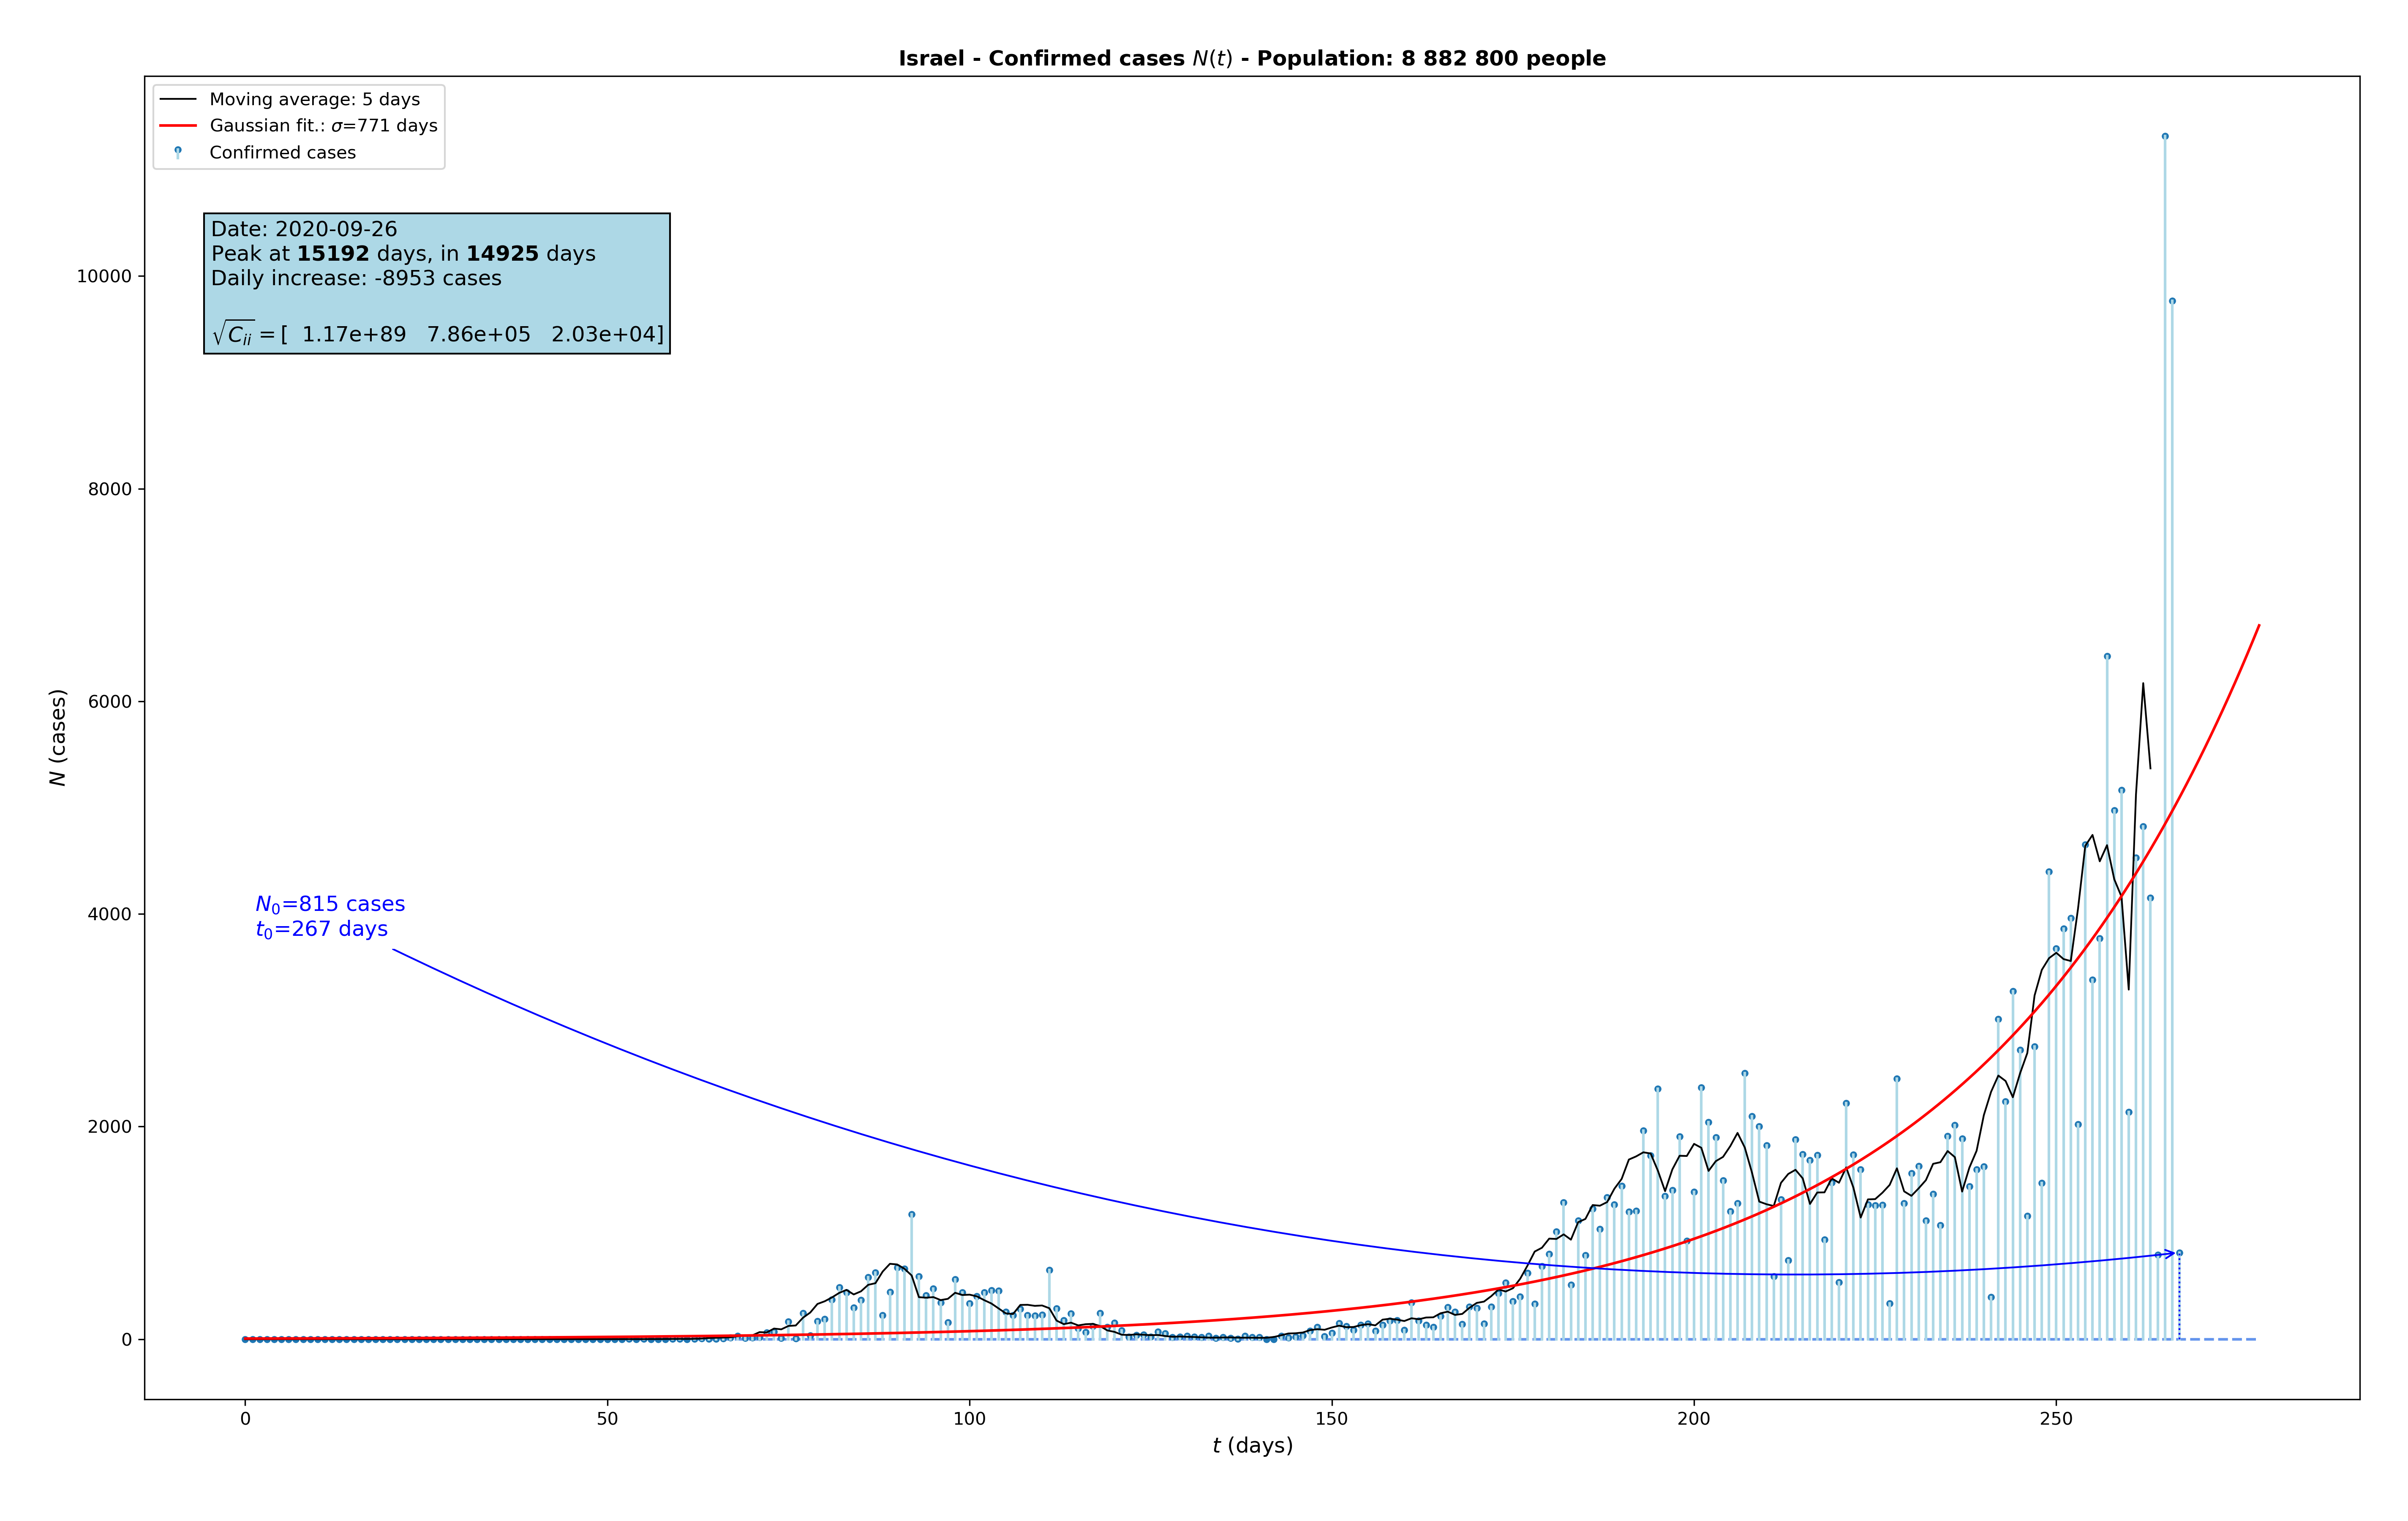 Israel - Confirmed cases N(t) - Population: 8 882 800 people
Moving average: 5 days
Gaussian fit.: σ=771 days
Confirmed cases
Date: 2020-09-26
Peak at 15192 days, in 14925 days
Daily increase: -8953 cases
√Cᵢᵢ = [ 1.17e+89 7.86e+05 2.03e+04]
N₀=815 cases
t₀=267 days
N (cases)
10000
8000
6000
4000
2000
0
0 50 100 150 200 250
t (days)